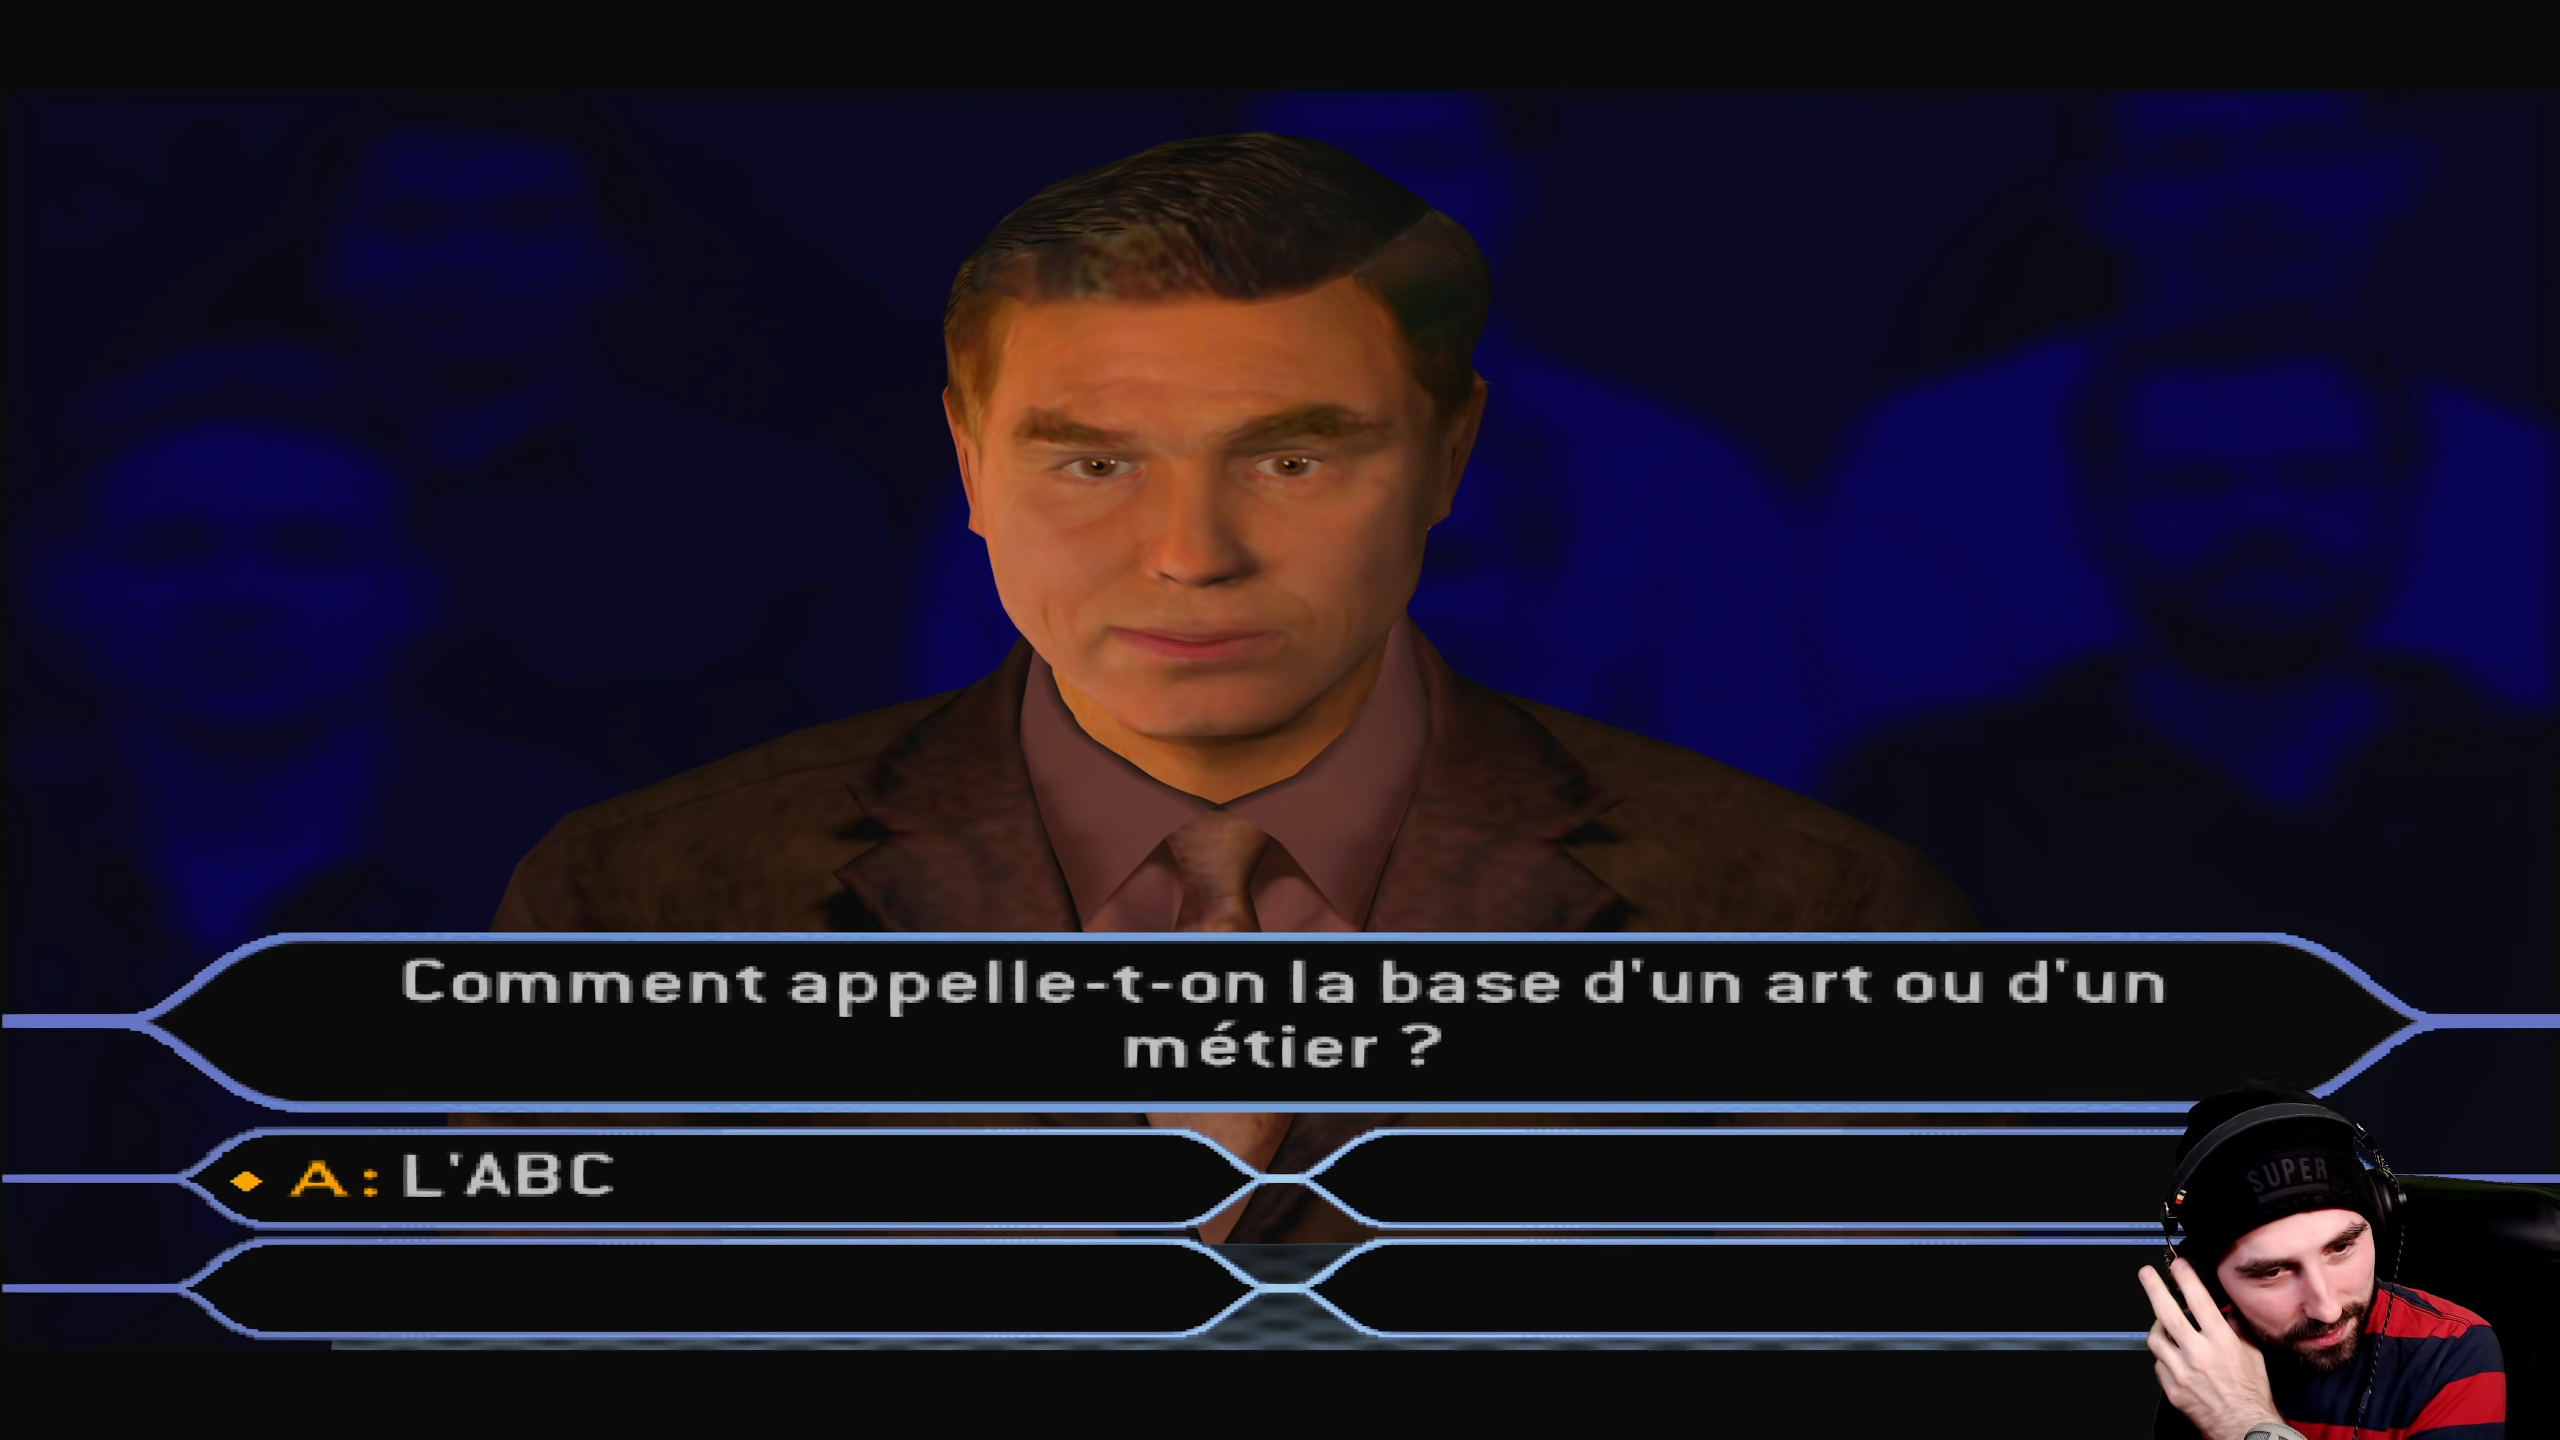 Comment appelle-t-on la base d'un art ou d'un
métier ?
A: L'ABC
SUPER